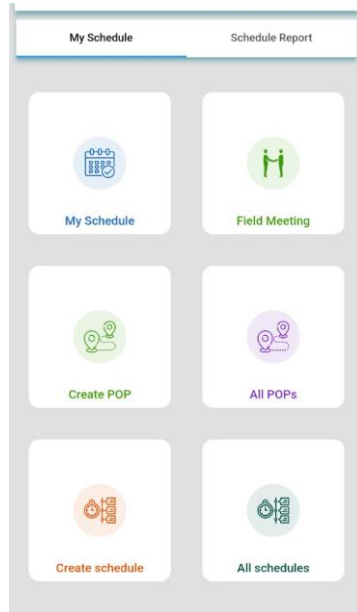 My Schedule
Schedule Report
My Schedule
Field Meeting
Create POP
All POPs
Create schedule
All schedules